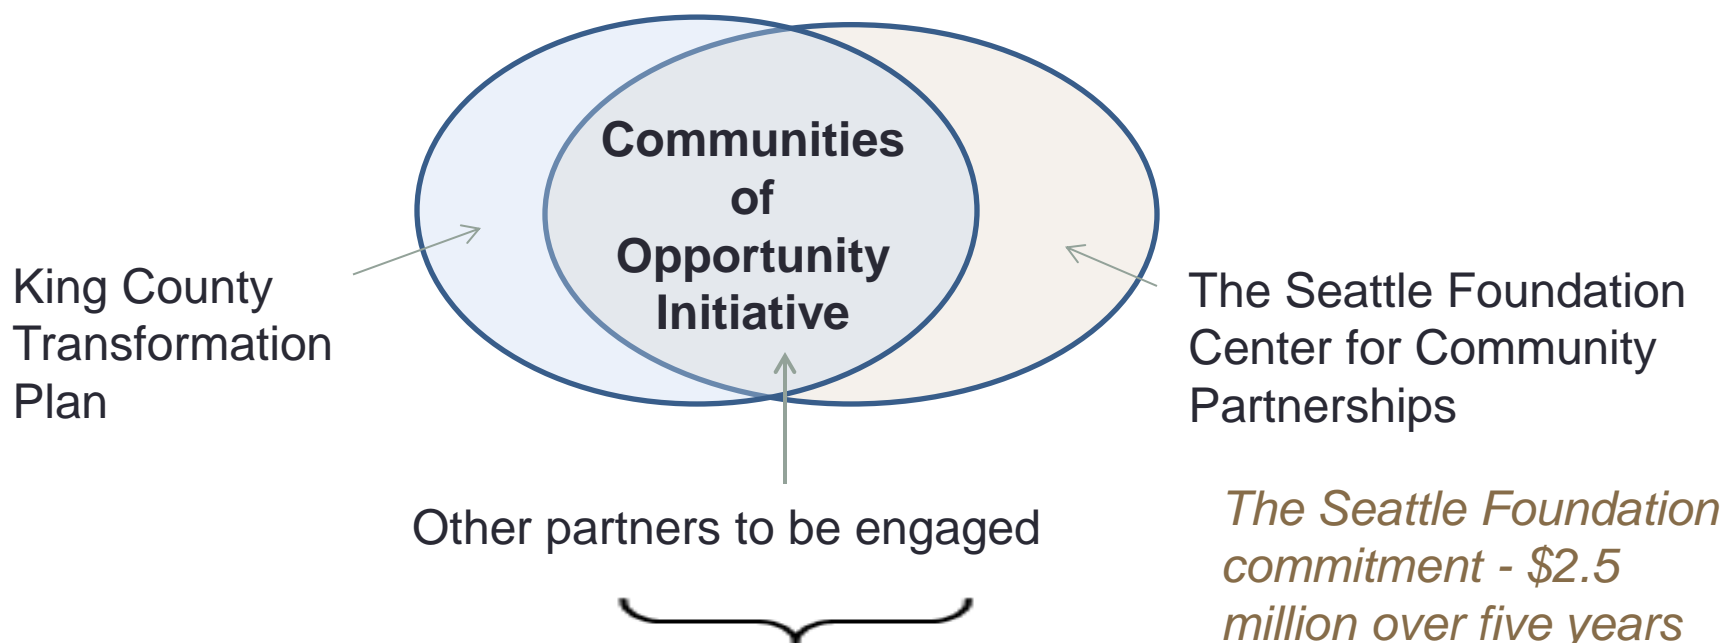 Communities
of
Opportunity
Initiative
King County
Transformation
Plan
The Seattle Foundation
Center for Community
Partnerships
Other partners to be engaged
The Seattle Foundation
commitment - $2.5
million over five years